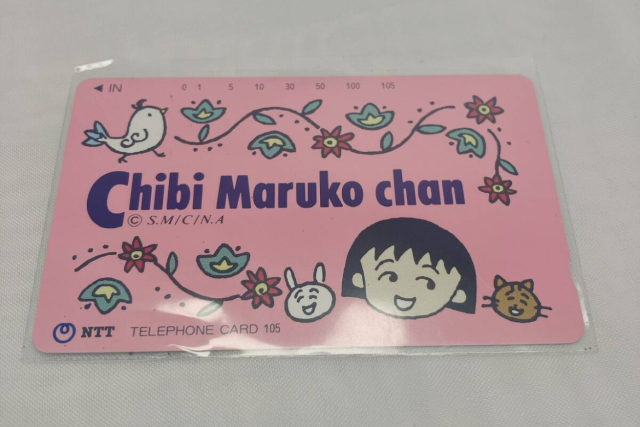 ◀ IN 0 1 5 10 30 50 100 105
Chibi Maruko chan
© S.M/C/N.A
NTT TELEPHONE CARD 105